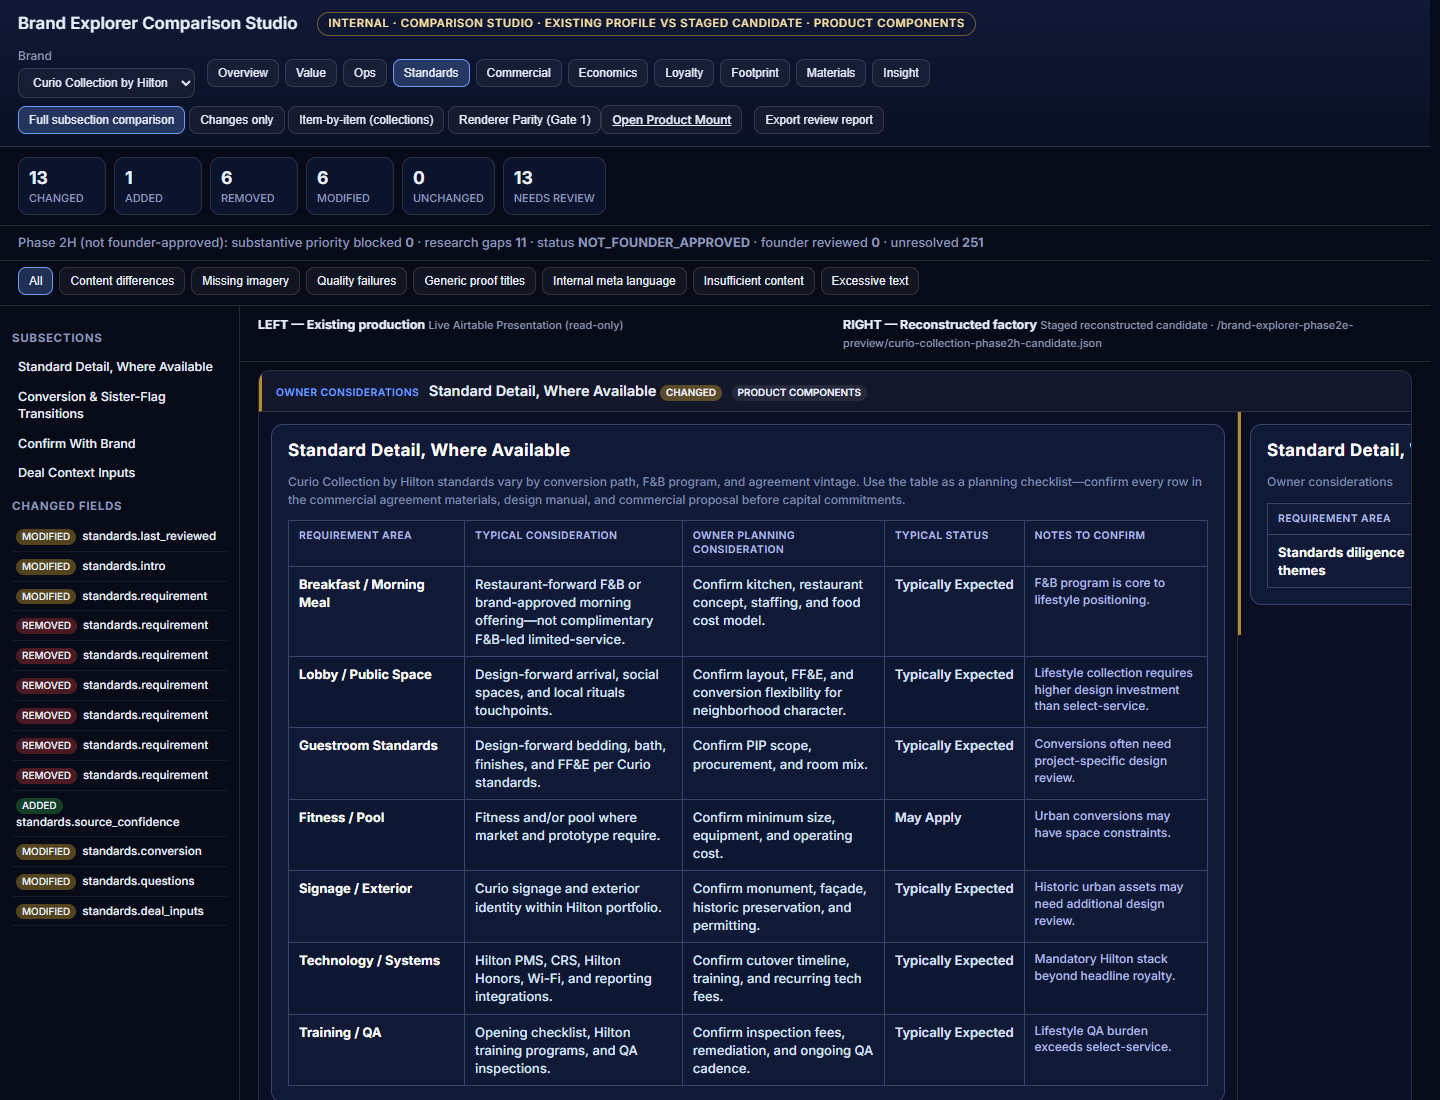 Brand Explorer Comparison Studio
INTERNAL · COMPARISON STUDIO · EXISTING PROFILE VS STAGED CANDIDATE · PRODUCT COMPONENTS
Brand
Curio Collection by Hilton
Overview
Value
Ops
Standards
Commercial
Economics
Loyalty
Footprint
Materials
Insight
Full subsection comparison
Changes only
Item-by-item (collections)
Renderer Parity (Gate 1)
Open Product Mount
Export review report
13
CHANGED
1
ADDED
6
REMOVED
6
MODIFIED
0
UNCHANGED
13
NEEDS REVIEW
Phase 2H (not founder-approved): substantive priority blocked 0 · research gaps 11 · status NOT_FOUNDER_APPROVED · founder reviewed 0 · unresolved 251
All
Content differences
Missing imagery
Quality failures
Generic proof titles
Internal meta language
Insufficient content
Excessive text
SUBSECTIONS
Standard Detail, Where Available
Conversion & Sister-Flag
Transitions
Confirm With Brand
Deal Context Inputs
CHANGED FIELDS
MODIFIED standards.last_reviewed
MODIFIED standards.intro
MODIFIED standards.requirement
REMOVED standards.requirement
REMOVED standards.requirement
REMOVED standards.requirement
REMOVED standards.requirement
REMOVED standards.requirement
REMOVED standards.requirement
ADDED
standards.source_confidence
MODIFIED standards.conversion
MODIFIED standards.questions
MODIFIED standards.deal_inputs
LEFT — Existing production Live Airtable Presentation (read-only)
RIGHT — Reconstructed factory Staged reconstructed candidate · /brand-explorer-phase2e-
preview/curio-collection-phase2h-candidate.json
OWNER CONSIDERATIONS Standard Detail, Where Available CHANGED PRODUCT COMPONENTS
Standard Detail, Where Available
Curio Collection by Hilton standards vary by conversion path, F&B program, and agreement vintage. Use the table as a planning checklist—confirm every row in
the commercial agreement materials, design manual, and commercial proposal before capital commitments.
REQUIREMENT AREA
TYPICAL CONSIDERATION
OWNER PLANNING
CONSIDERATION
TYPICAL STATUS
NOTES TO CONFIRM
Breakfast / Morning
Meal
Restaurant-forward F&B or
brand-approved morning
offering—not complimentary
F&B-led limited-service.
Confirm kitchen, restaurant
concept, staffing, and food
cost model.
Typically Expected
F&B program is core to
lifestyle positioning.
Lobby / Public Space
Design-forward arrival, social
spaces, and local rituals
touchpoints.
Confirm layout, FF&E, and
conversion flexibility for
neighborhood character.
Typically Expected
Lifestyle collection requires
higher design investment
than select-service.
Guestroom Standards
Design-forward bedding, bath,
finishes, and FF&E per Curio
standards.
Confirm PIP scope,
procurement, and room mix.
Typically Expected
Conversions often need
project-specific design
review.
Fitness / Pool
Fitness and/or pool where
market and prototype require.
Confirm minimum size,
equipment, and operating
cost.
May Apply
Urban conversions may
have space constraints.
Signage / Exterior
Curio signage and exterior
identity within Hilton portfolio.
Confirm monument, façade,
historic preservation, and
permitting.
Typically Expected
Historic urban assets may
need additional design
review.
Technology / Systems
Hilton PMS, CRS, Hilton
Honors, Wi-Fi, and reporting
integrations.
Confirm cutover timeline,
training, and recurring tech
fees.
Typically Expected
Mandatory Hilton stack
beyond headline royalty.
Training / QA
Opening checklist, Hilton
training programs, and QA
inspections.
Confirm inspection fees,
remediation, and ongoing QA
cadence.
Typically Expected
Lifestyle QA burden
exceeds select-service.
Standard Detail,
Owner considerations
REQUIREMENT AREA
Standards diligence
themes